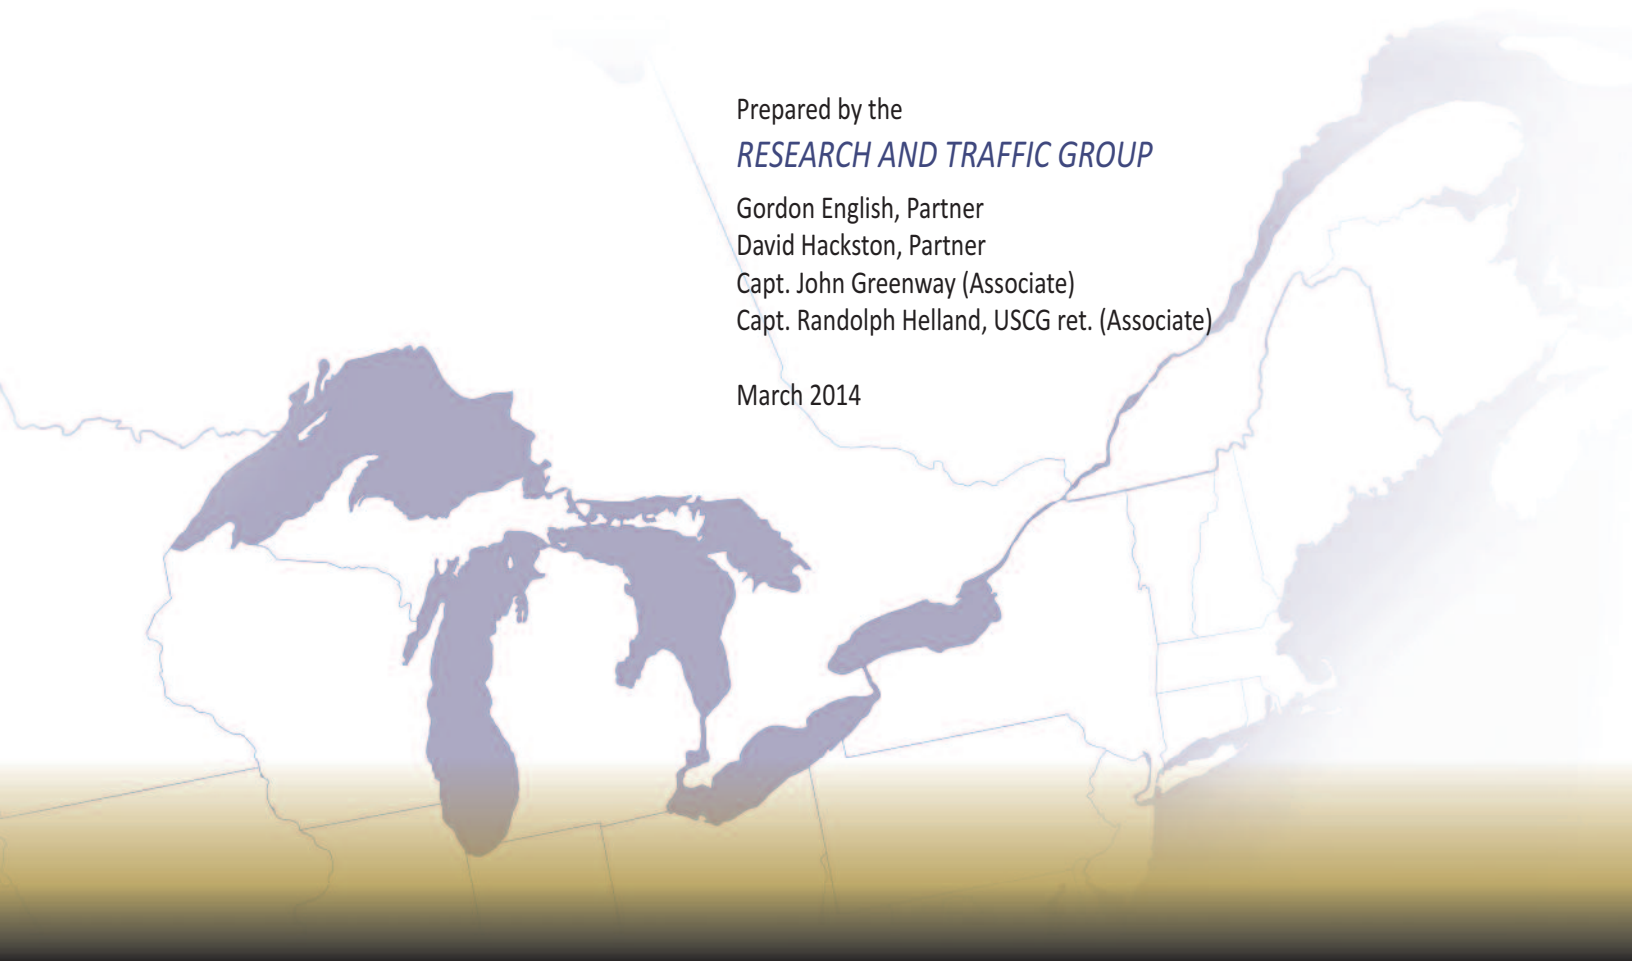 Prepared by the
RESEARCH AND TRAFFIC GROUP
Gordon English, Partner
David Hackston, Partner
Capt. John Greenway (Associate)
Capt. Randolph Helland, USCG ret. (Associate)
March 2014